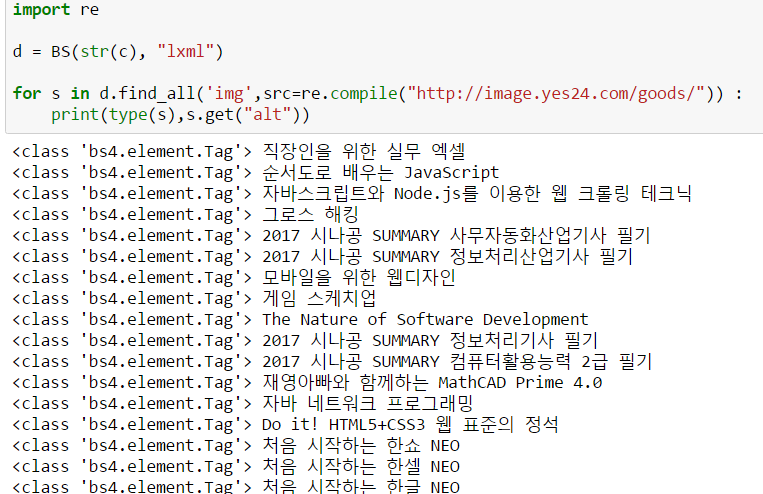 import re
d = BS(str(c), "lxml")
for s in d.find_all('img',src=re.compile("http://image.yes24.com/goods/")) :
    print(type(s),s.get("alt"))
<class 'bs4.element.Tag'> 직장인을 위한 실무 엑셀
<class 'bs4.element.Tag'> 순서도로 배우는 JavaScript
<class 'bs4.element.Tag'> 자바스크립트와 Node.js를 이용한 웹 크롤링 테크닉
<class 'bs4.element.Tag'> 그로스 해킹
<class 'bs4.element.Tag'> 2017 시나공 SUMMARY 사무자동화산업기사 필기
<class 'bs4.element.Tag'> 2017 시나공 SUMMARY 정보처리산업기사 필기
<class 'bs4.element.Tag'> 모바일을 위한 웹디자인
<class 'bs4.element.Tag'> 게임 스케치업
<class 'bs4.element.Tag'> The Nature of Software Development
<class 'bs4.element.Tag'> 2017 시나공 SUMMARY 정보처리기사 필기
<class 'bs4.element.Tag'> 2017 시나공 SUMMARY 컴퓨터활용능력 2급 필기
<class 'bs4.element.Tag'> 재영아빠와 함께하는 MathCAD Prime 4.0
<class 'bs4.element.Tag'> 자바 네트워크 프로그래밍
<class 'bs4.element.Tag'> Do it! HTML5+CSS3 웹 표준의 정석
<class 'bs4.element.Tag'> 처음 시작하는 한쇼 NEO
<class 'bs4.element.Tag'> 처음 시작하는 한셀 NEO
<class 'bs4.element.Tag'> 처음 시작하는 한글 NEO